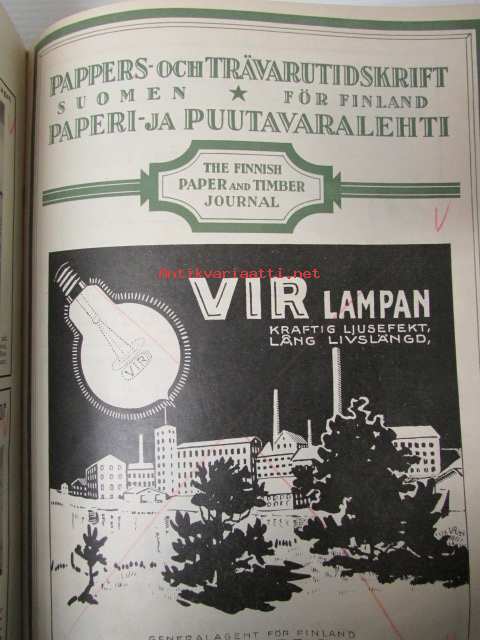 PAPPERS- OCH TRÄVARUTIDSKRIFT
SUOMEN ★ FÖR FINLAND
PAPERI- JA PUUTAVARALEHTI
THE FINNISH
PAPER AND TIMBER
JOURNAL
Antikvariaatti.net
VIR LAMPAN
KRAFTIG LJUSEFEKT,
LÅNG LIVSLÄNGD,
VIR
GENERALAGENT FÖR FINLAND